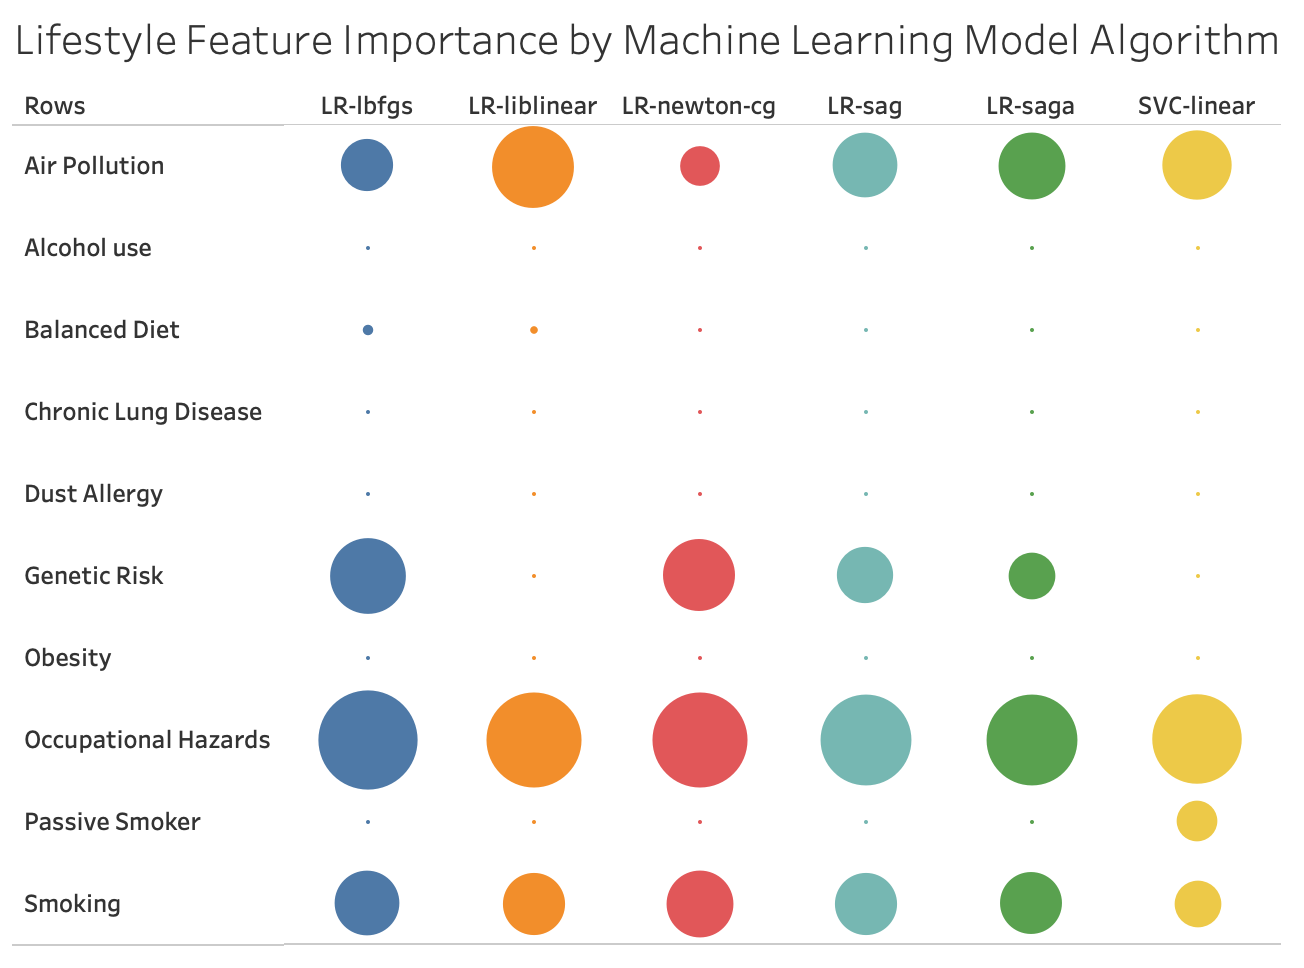 Lifestyle Feature Importance by Machine Learning Model Algorithm
Rows LR-lbfgs LR-liblinear LR-newton-cg LR-sag LR-saga SVC-linear
Air Pollution
Alcohol use
Balanced Diet
Chronic Lung Disease
Dust Allergy
Genetic Risk
Obesity
Occupational Hazards
Passive Smoker
Smoking